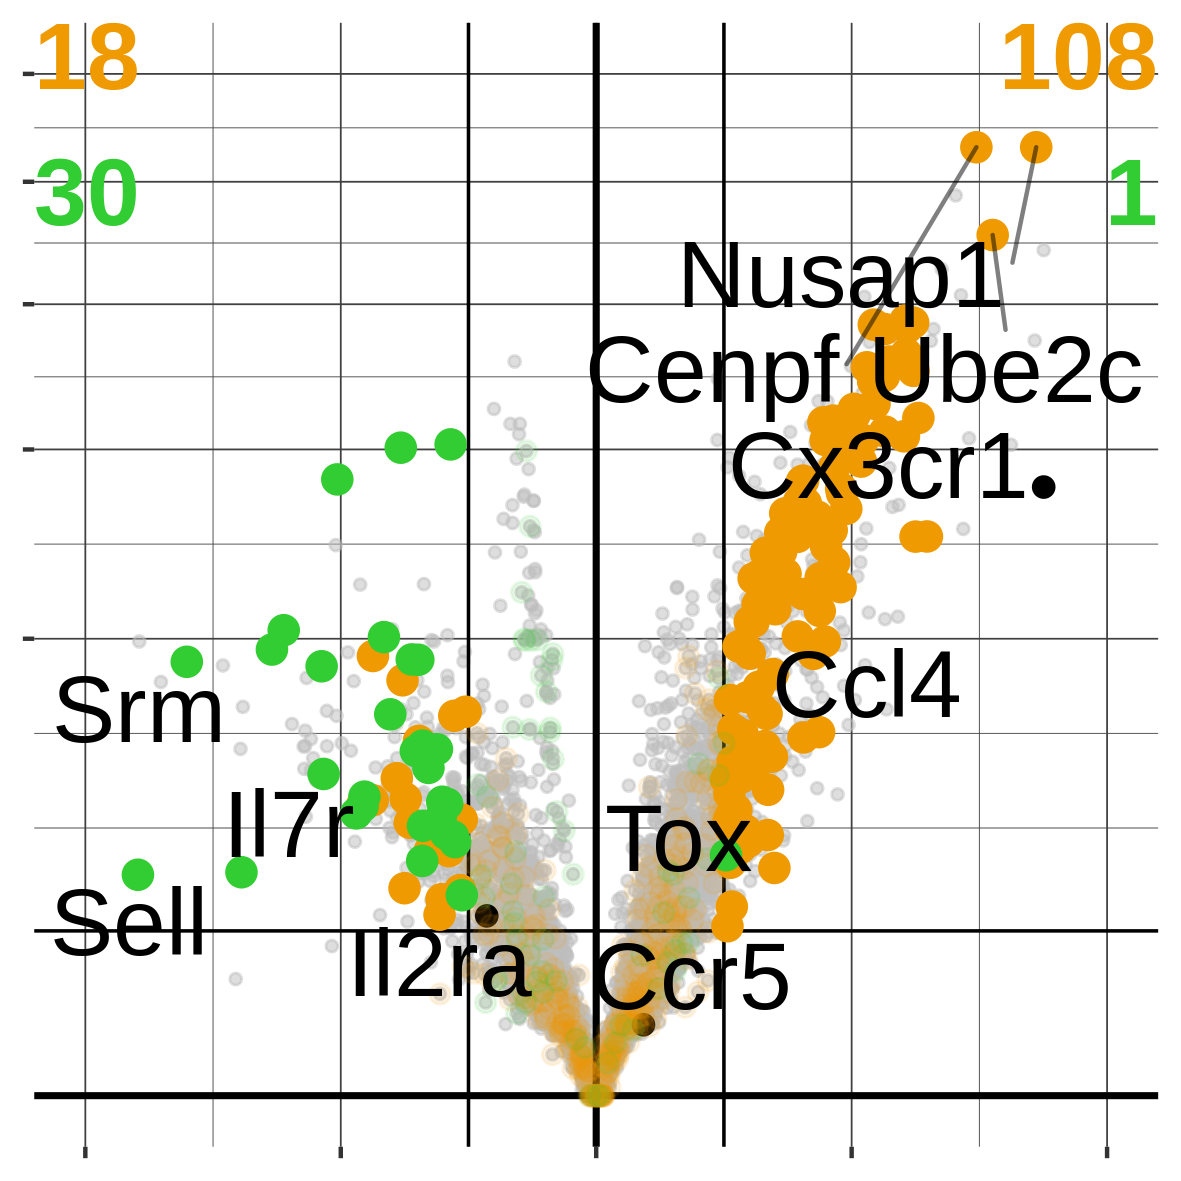 18 108
30 1
Nusap1
Cenpf Ube2c
Cx3cr1
Ccl4
Srm
Il7r Tox
Sell
Il2ra Ccr5